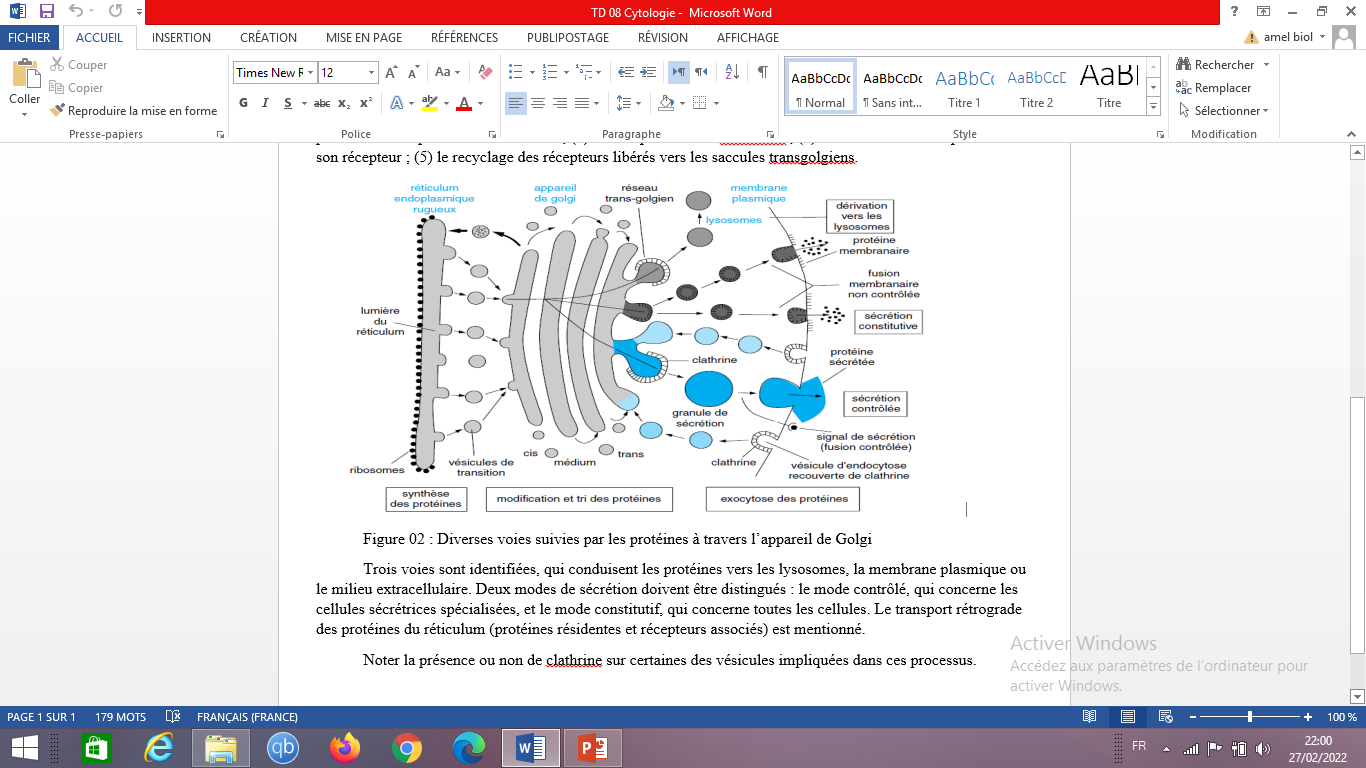 TD 08 Cytologie - Microsoft Word
FICHIER ACCUEIL INSERTION CRÉATION MISE EN PAGE RÉFÉRENCES PUBLIPOSTAGE RÉVISION AFFICHAGE amel biol
Coller
Couper
Copier
Reproduire la mise en forme
Presse-papiers
Times New R 12
G I S abc x₂ x²
Police
Paragraphe
AaBbCcDc AaBbCcDc AaBbCc AaBbCcD AaBl
¶ Normal ¶ Sans int... Titre 1 Titre 2 Titre
Style
Rechercher
Remplacer
Sélectionner
Modification
son récepteur ; (5) le recyclage des récepteurs libérés vers les saccules transgolgiens.
réticulum
endoplasmique
rugueux
appareil
de golgi
réseau
trans-golgien
membrane
plasmique
lysosomes
dérivation
vers les
lysosomes
protéine
membranaire
fusion
membranaire
non contrôlée
lumière
du
réticulum
sécrétion
constitutive
clathrine
protéine
sécrétée
sécrétion
contrôlée
granule de
sécrétion
signal de sécrétion
(fusion contrôlée)
ribosomes
vésicules de
transition
cis
médium
trans
clathrine
vésicule d'endocytose
recouverte de clathrine
synthèse
des protéines
modification et tri des protéines
exocytose des protéines
Figure 02 : Diverses voies suivies par les protéines à travers l’appareil de Golgi
Trois voies sont identifiées, qui conduisent les protéines vers les lysosomes, la membrane plasmique ou
le milieu extracellulaire. Deux modes de sécrétion doivent être distingués : le mode contrôlé, qui concerne les
cellules sécrétrices spécialisées, et le mode constitutif, qui concerne toutes les cellules. Le transport rétrograde
des protéines du réticulum (protéines résidentes et récepteurs associés) est mentionné.
Noter la présence ou non de clathrine sur certaines des vésicules impliquées dans ces processus.
Activer Windows
Accédez aux paramètres de l'ordinateur pour
activer Windows.
PAGE 1 SUR 1 179 MOTS FRANÇAIS (FRANCE) 100 %
FR
22:00
27/02/2022